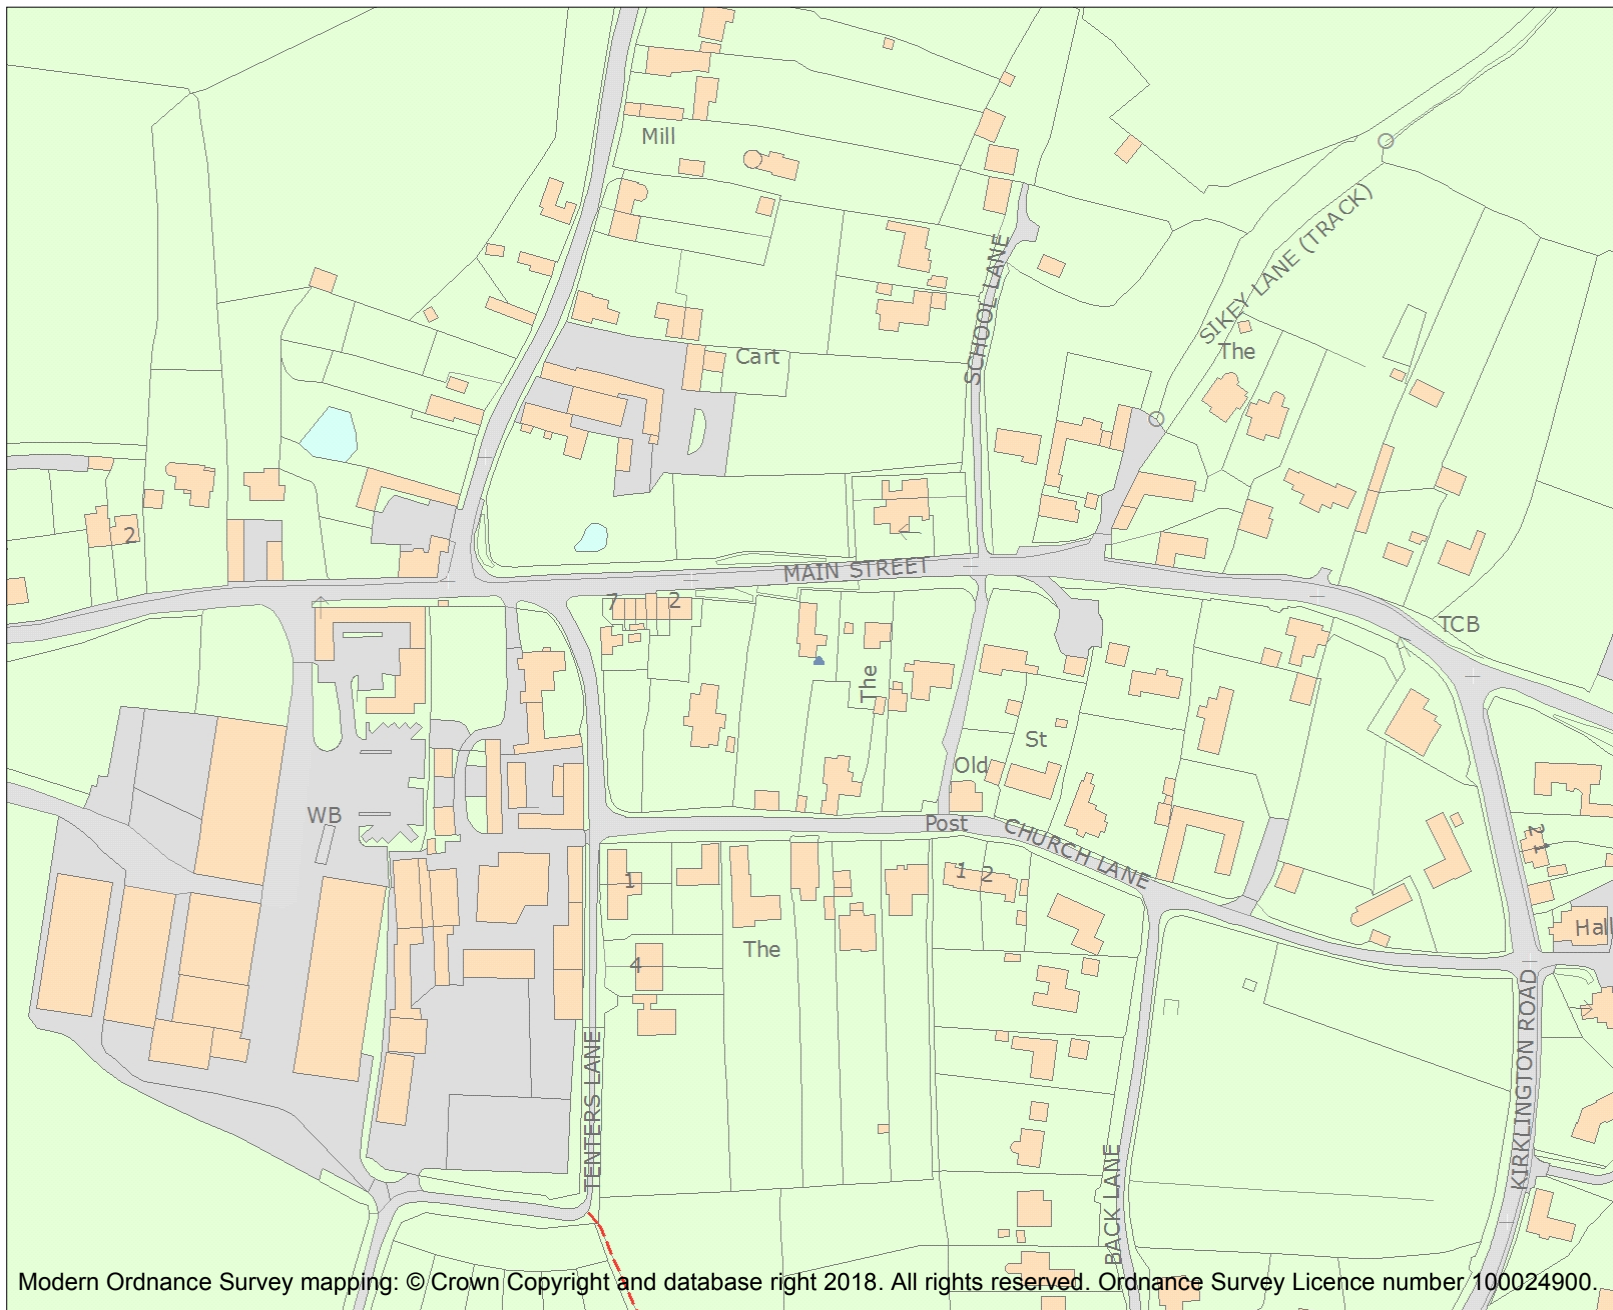 Mill
SIKEY LANE (TRACK)
SCHOOL LANE
The
Cart
2
MAIN STREET
7 2
TCB
The
St
Old
WB
Post
CHURCH LANE
21
1
1 2
Hall
The
4
TENTERS LANE
KIRKLINGTON ROAD
BACK LANE
Modern Ordnance Survey mapping: © Crown Copyright and database right 2018. All rights reserved. Ordnance Survey Licence number 100024900.